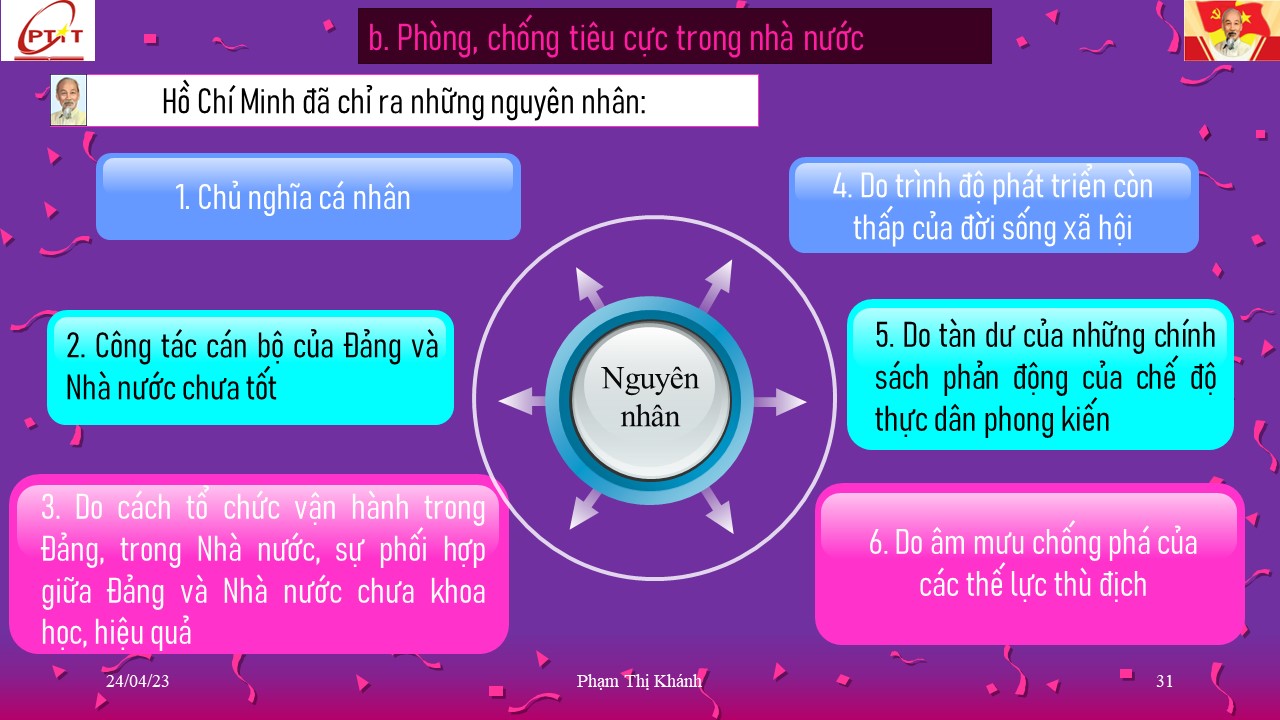 PTIT
b. Phòng, chống tiêu cực trong nhà nước
Hồ Chí Minh đã chỉ ra những nguyên nhân:
1. Chủ nghĩa cá nhân
2. Công tác cán bộ của Đảng và
Nhà nước chưa tốt
3. Do cách tổ chức vận hành trong
Đảng, trong Nhà nước, sự phối hợp
giữa Đảng và Nhà nước chưa khoa
học, hiệu quả
Nguyên
nhân
4. Do trình độ phát triển còn
thấp của đời sống xã hội
5. Do tàn dư của những chính
sách phản động của chế độ
thực dân phong kiến
6. Do âm mưu chống phá của
các thế lực thù địch
24/04/23
Phạm Thị Khánh
31